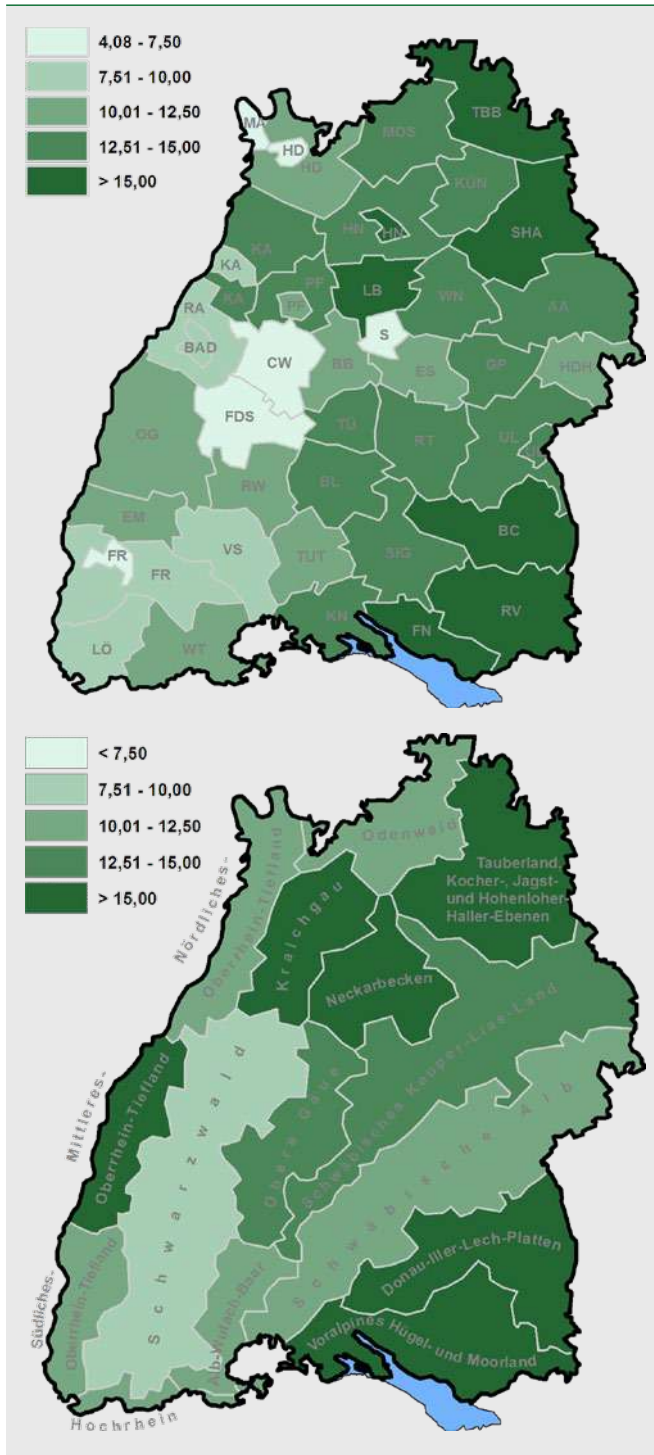 4,08 - 7,50
7,51 - 10,00
10,01 - 12,50
12,51 - 15,00
> 15,00
TBB
MA
MOS
HD
HD
KÜN
HN
HN
SHA
KA
KA
KA
PF
PF
LB
WN
AA
RA
BAD
CW
S
BB
ES
GP
HDH
FDS
OG
TÜ
RT
UL
UL
RW
BL
EM
BC
FR
FR
VS
TUT
SIG
RV
KN
FN
LÖ
WT
< 7,50
7,51 - 10,00
10,01 - 12,50
12,51 - 15,00
> 15,00
Odenwald
Tauberland,
Kocher-, Jagst-
und Hohenloher-
Haller-Ebenen
Nördliches-
Oberrhein-Tiefland
Kraichgau
Neckarbecken
Schwäbisches Keuper-Lias-Land
Mittleres-
Oberrhein-Tiefland
Schwarzwald
Obere Gäue
Schwäbische Alb
Südliches-
Oberrhein-Tiefland
Alb-Wutach-Baar
Donau-Iller-Lech-Platten
Voralpines Hügel- und Moorland
Hochrhein